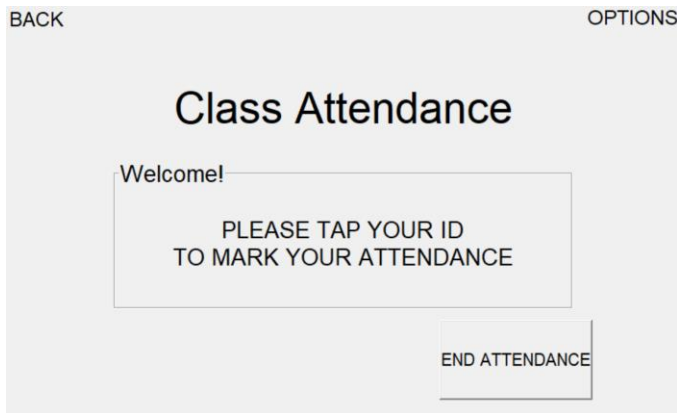 BACK
OPTIONS
Class Attendance
Welcome!
PLEASE TAP YOUR ID
TO MARK YOUR ATTENDANCE
END ATTENDANCE